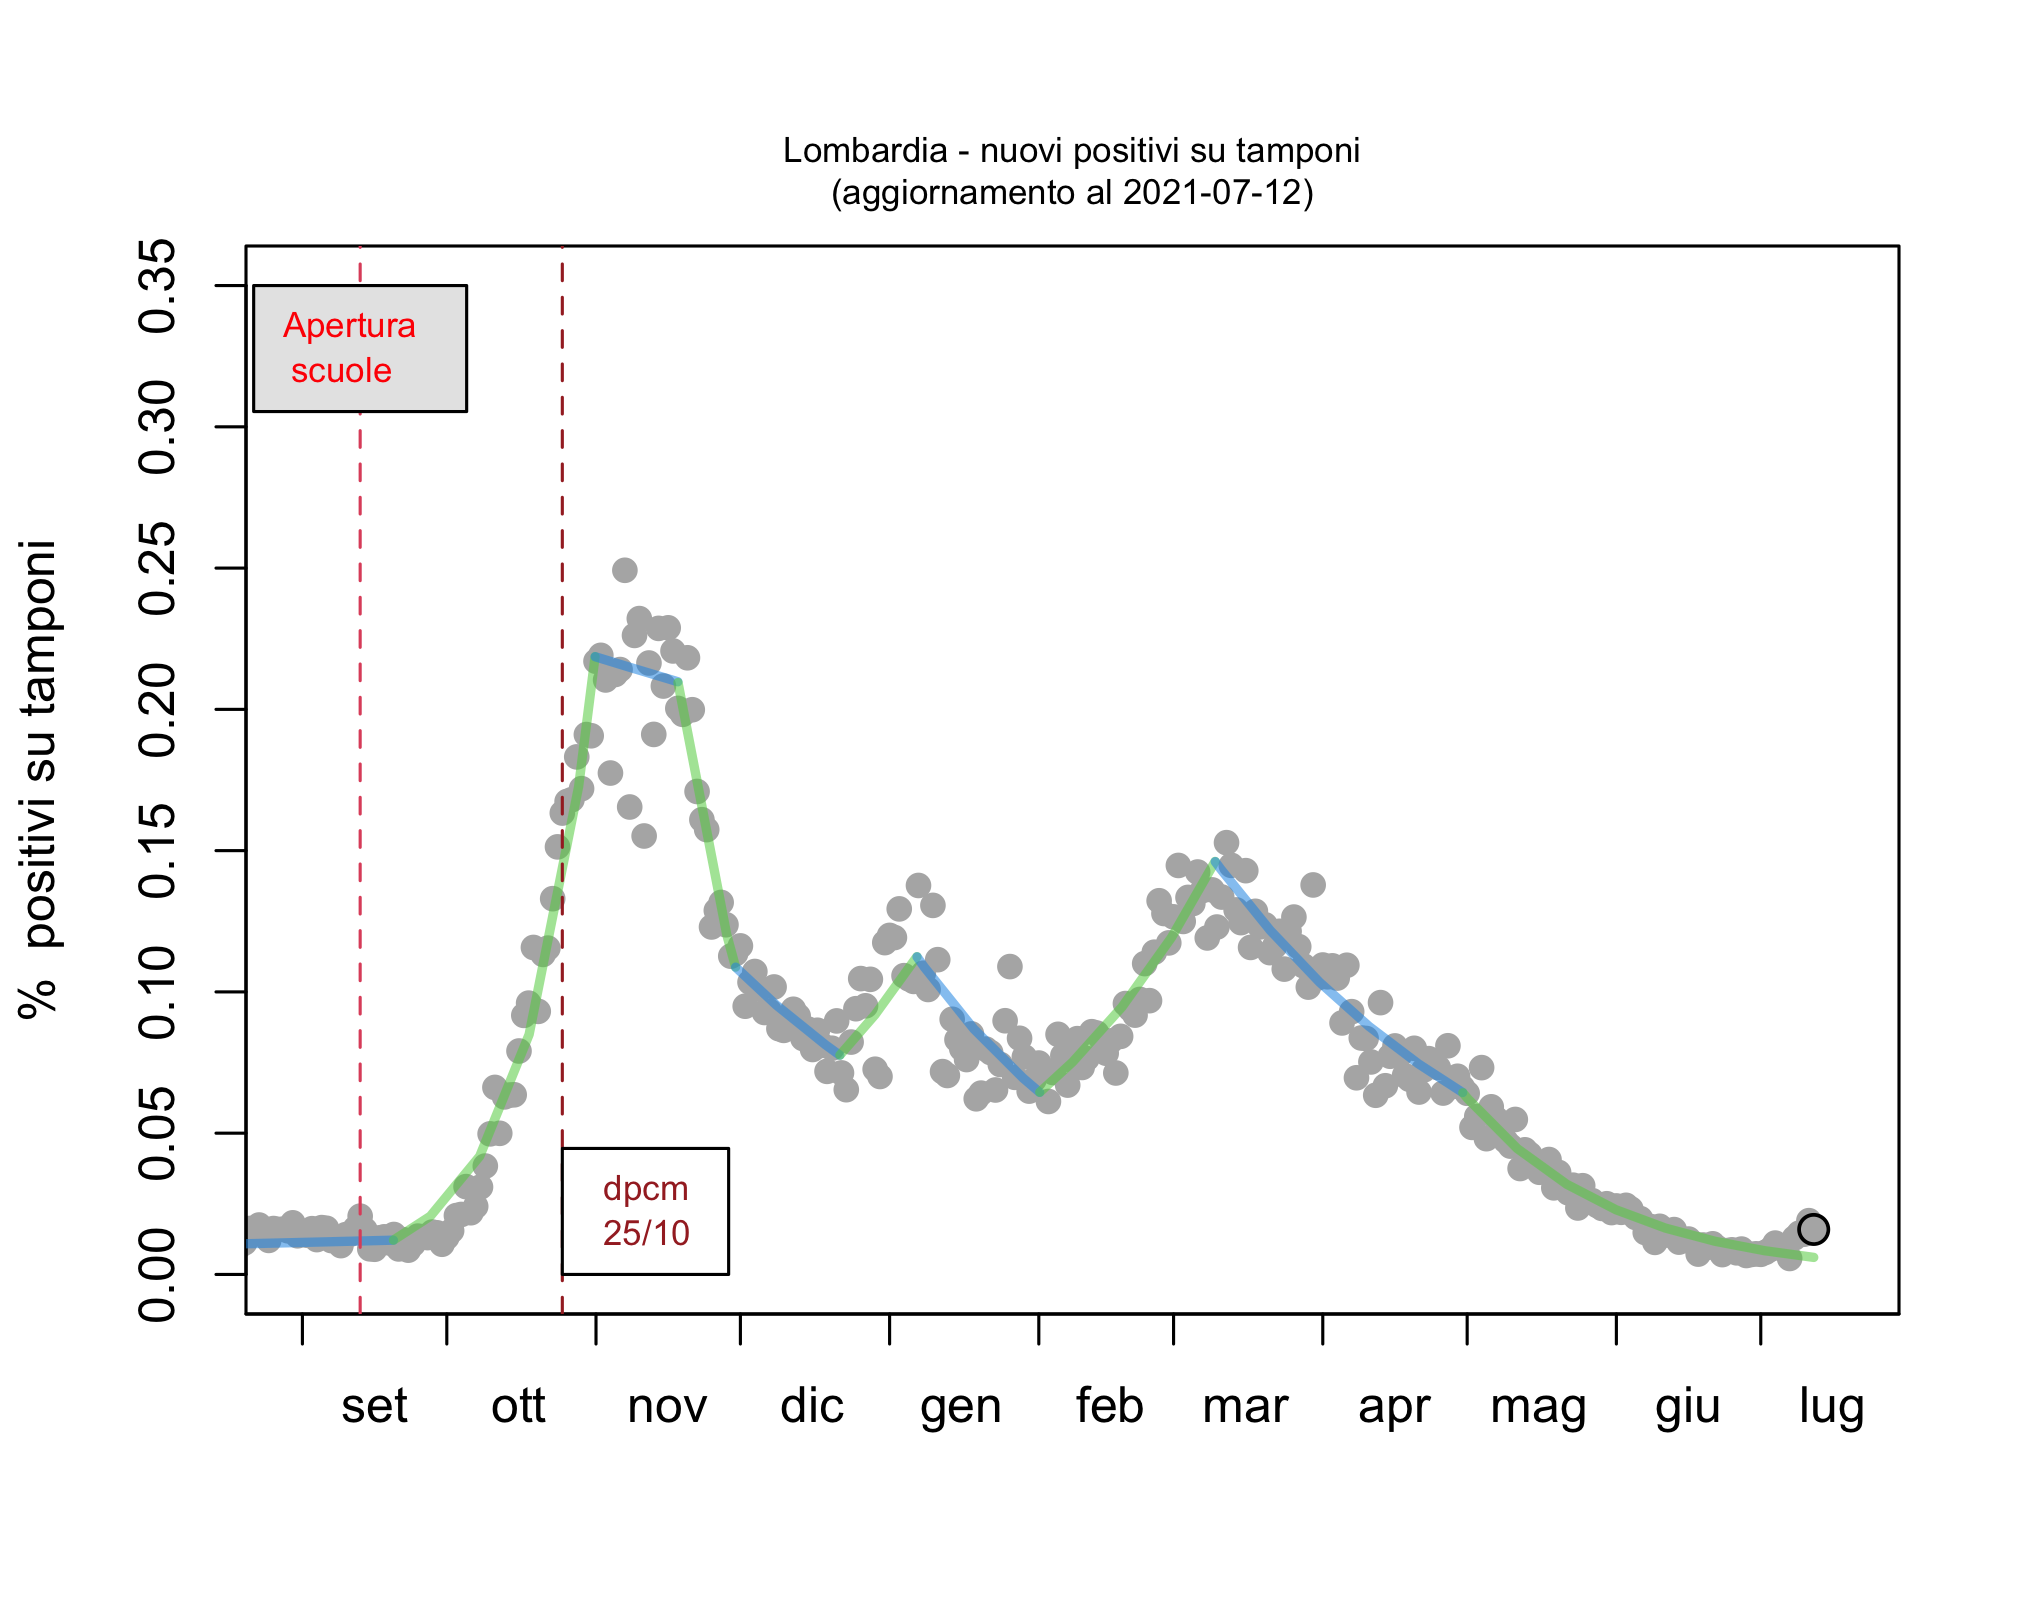 Lombardia - nuovi positivi su tamponi
(aggiornamento al 2021-07-12)
% positivi su tamponi
0.35
0.30
0.25
0.20
0.15
0.10
0.05
0.00
Apertura
scuole
dpcm
25/10
set ott nov dic gen feb mar apr mag giu lug